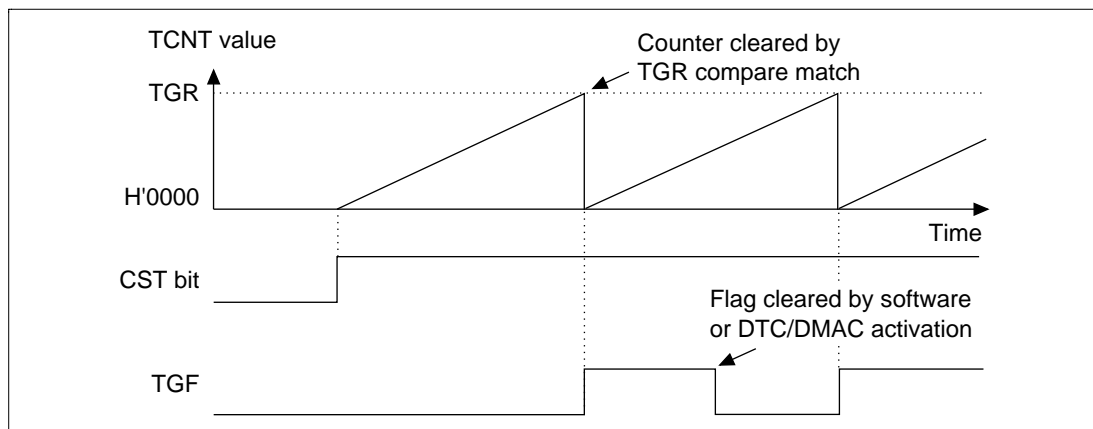 TCNT value
Counter cleared by
TGR compare match
TGR
H'0000
Time
CST bit
Flag cleared by software
or DTC/DMAC activation
TGF